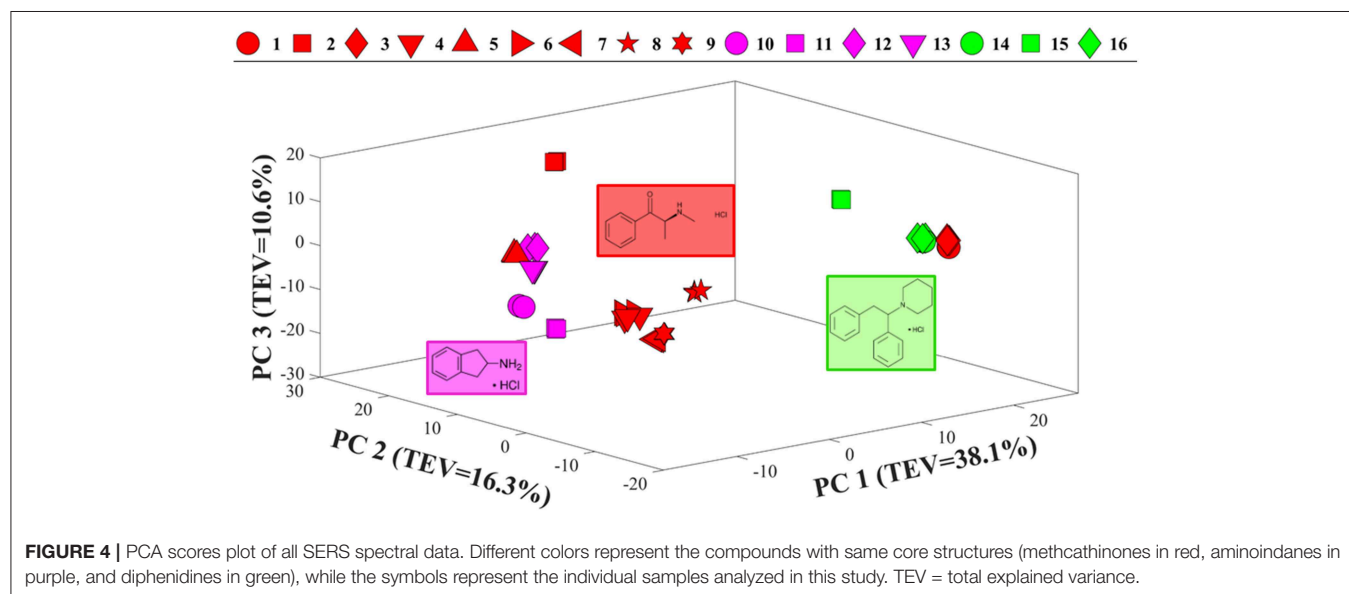 1 2 3 4 5 6 7 8 9 10 11 12 13 14 15 16
PC 3 (TEV=10.6%)
20
10
0
-10
-20
-30
30
20
10
0
-10
-20
PC 2 (TEV=16.3%)
-10
0
10
20
PC 1 (TEV=38.1%)
O
H
N
HCl
NH₂
• HCl
N
• HCl
FIGURE 4 | PCA scores plot of all SERS spectral data. Different colors represent the compounds with same core structures (methcathinones in red, aminoindanes in
purple, and diphenidines in green), while the symbols represent the individual samples analyzed in this study. TEV = total explained variance.